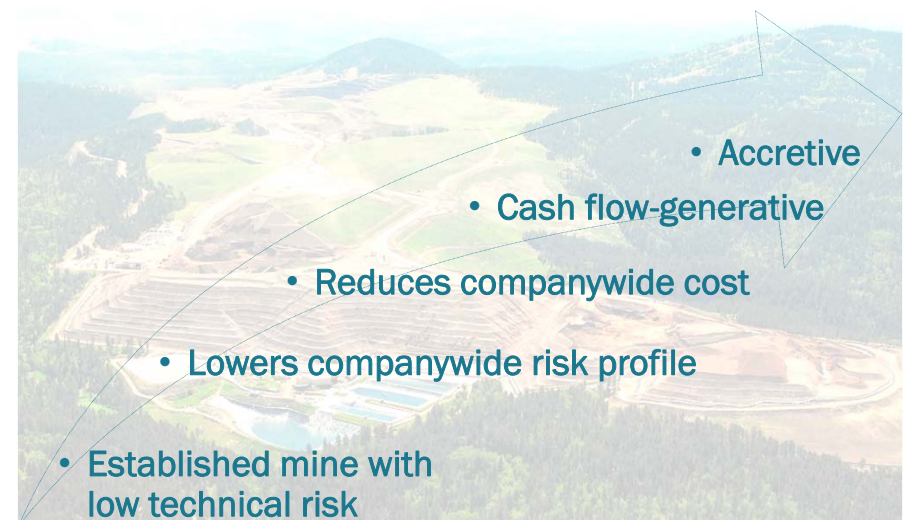 • Accretive
• Cash flow-generative
• Reduces companywide cost
• Lowers companywide risk profile
• Established mine with
low technical risk